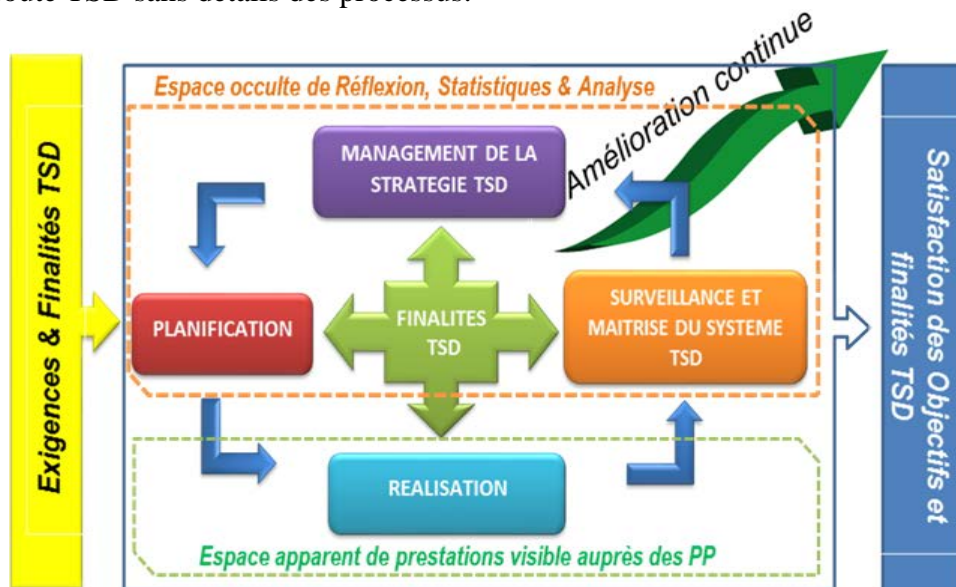 TSD sans détails des processus.
Exigences & Finalités TSD
Espace occulte de Réflexion, Statistiques & Analyse
Amélioration continue
MANAGEMENT DE LA
STRATEGIE TSD
PLANIFICATION
FINALITES
TSD
SURVEILLANCE ET
MAITRISE DU SYSTEME
TSD
REALISATION
Espace apparent de prestations visible auprès des PP
Satisfaction des Objectifs et
finalités TSD